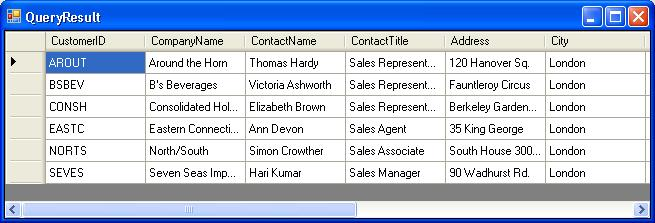 QueryResult
CustomerID CompanyName ContactName ContactTitle Address City
AROUT Around the Horn Thomas Hardy Sales Represent... 120 Hanover Sq. London
BSBEV B's Beverages Victoria Ashworth Sales Represent... Fauntleroy Circus London
CONSH Consolidated Hol... Elizabeth Brown Sales Represent... Berkeley Garden... London
EASTC Eastern Connecti... Ann Devon Sales Agent 35 King George London
NORTS North/South Simon Crowther Sales Associate South House 300... London
SEVES Seven Seas Imp... Hari Kumar Sales Manager 90 Wadhurst Rd. London